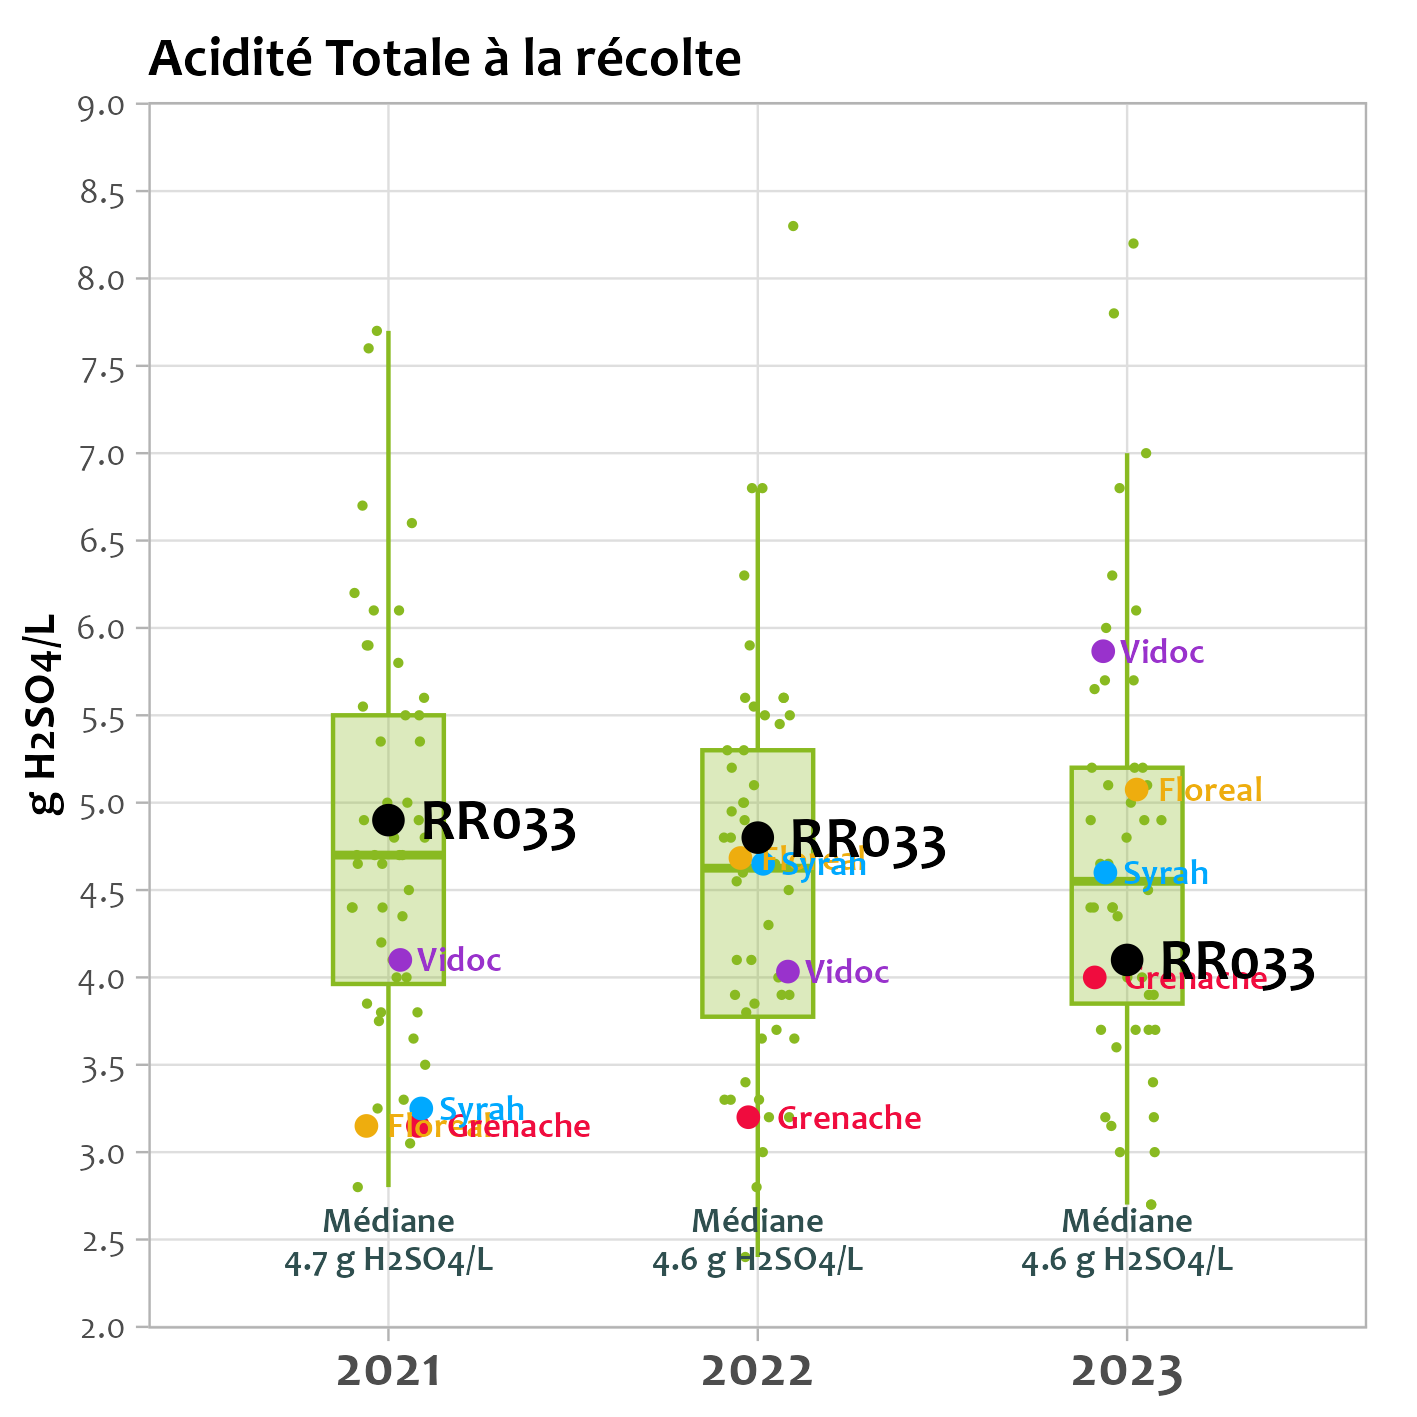 Acidité Totale à la récolte
g H2SO4/L
9.0
8.5
8.0
7.5
7.0
6.5
6.0
5.5
5.0
4.5
4.0
3.5
3.0
2.5
2.0
RR033
Vidoc
Syrah
Floreal
Grenache
Médiane
4.7 g H2SO4/L
RR033
Floreal
Syrah
Vidoc
Grenache
Médiane
4.6 g H2SO4/L
Vidoc
Floreal
Syrah
RR033
Grenache
Médiane
4.6 g H2SO4/L
2021
2022
2023